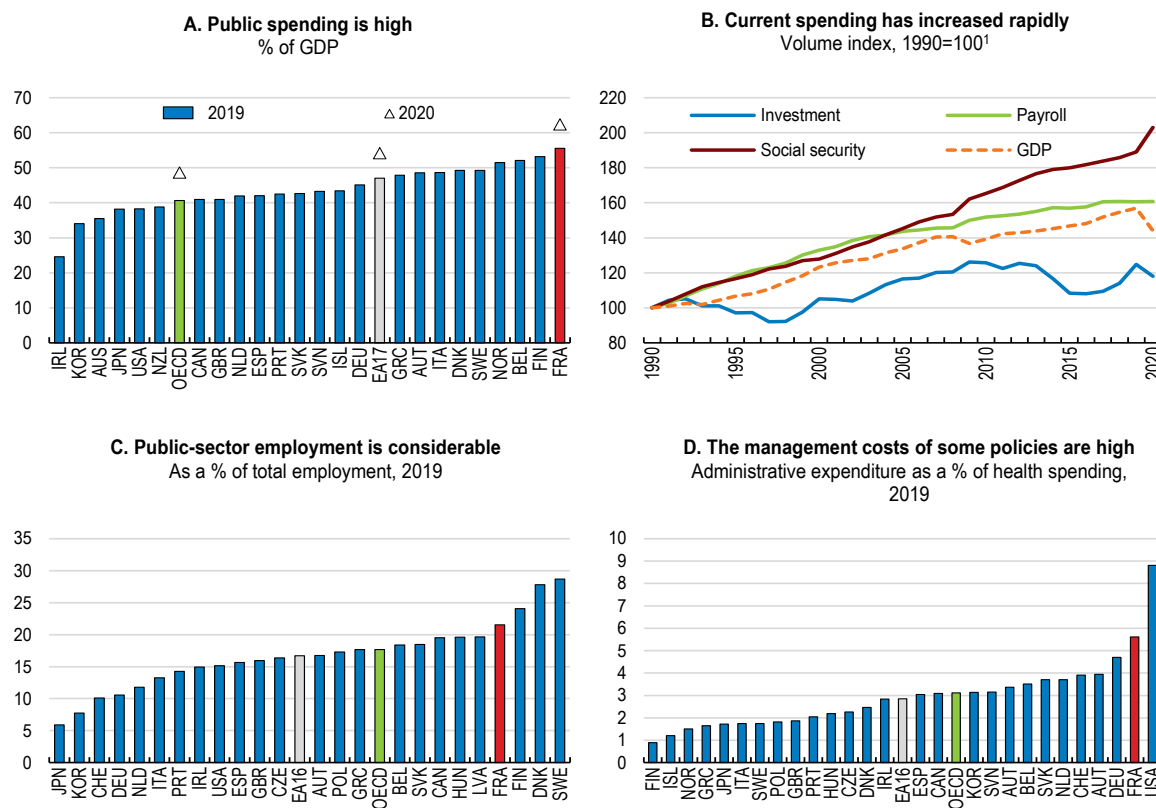 A. Public spending is high
% of GDP
2019
2020
70
60
50
40
30
20
10
0
IRL
KOR
AUS
JPN
USA
NZL
OECD
CAN
GBR
NLD
ESP
PRT
SVK
SVN
ISL
DEU
EA17
GRC
AUT
ITA
DNK
SWE
NOR
BEL
FIN
FRA
B. Current spending has increased rapidly
Volume index, 1990=100¹
Investment
Payroll
Social security
GDP
220
200
180
160
140
120
100
80
1990
1995
2000
2005
2010
2015
2020
C. Public-sector employment is considerable
As a % of total employment, 2019
35
30
25
20
15
10
5
0
JPN
KOR
CHE
DEU
NLD
ITA
PRT
IRL
USA
ESP
GBR
CZE
EA16
AUT
POL
GRC
OECD
BEL
SVK
CAN
HUN
LVA
FRA
FIN
DNK
SWE
D. The management costs of some policies are high
Administrative expenditure as a % of health spending,
2019
10
9
8
7
6
5
4
3
2
1
0
FIN
ISL
NOR
GRC
JPN
ITA
SWE
POL
GBR
PRT
HUN
CZE
DNK
IRL
EA16
ESP
CAN
OECD
KOR
SVN
AUT
BEL
SVK
NLD
CHE
AUT
DEU
FRA
USA